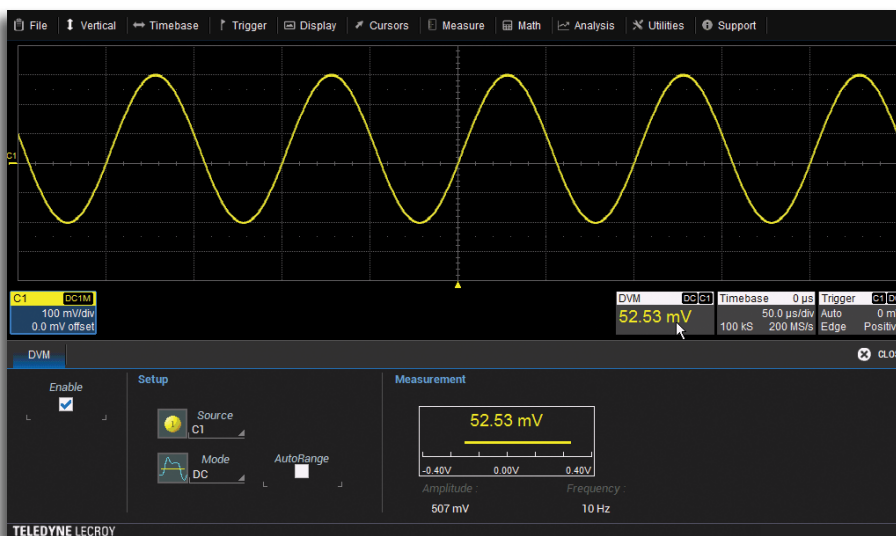 File Vertical Timebase Trigger Display Cursors Measure Math Analysis Utilities Support
C1
C1 DC1M
100 mV/div
0.0 mV offset
DVM DC C1
52.53 mV
Timebase 0 µs
50.0 µs/div
100 kS 200 MS/s
Trigger C1 D
Auto 0 m
Edge Positiv
DVM
CLOS
Enable
Setup
Source
C1
Mode
DC
AutoRange
Measurement
52.53 mV
-0.40V 0.00V 0.40V
Amplitude : Frequency :
507 mV 10 Hz
TELEDYNE LECROY